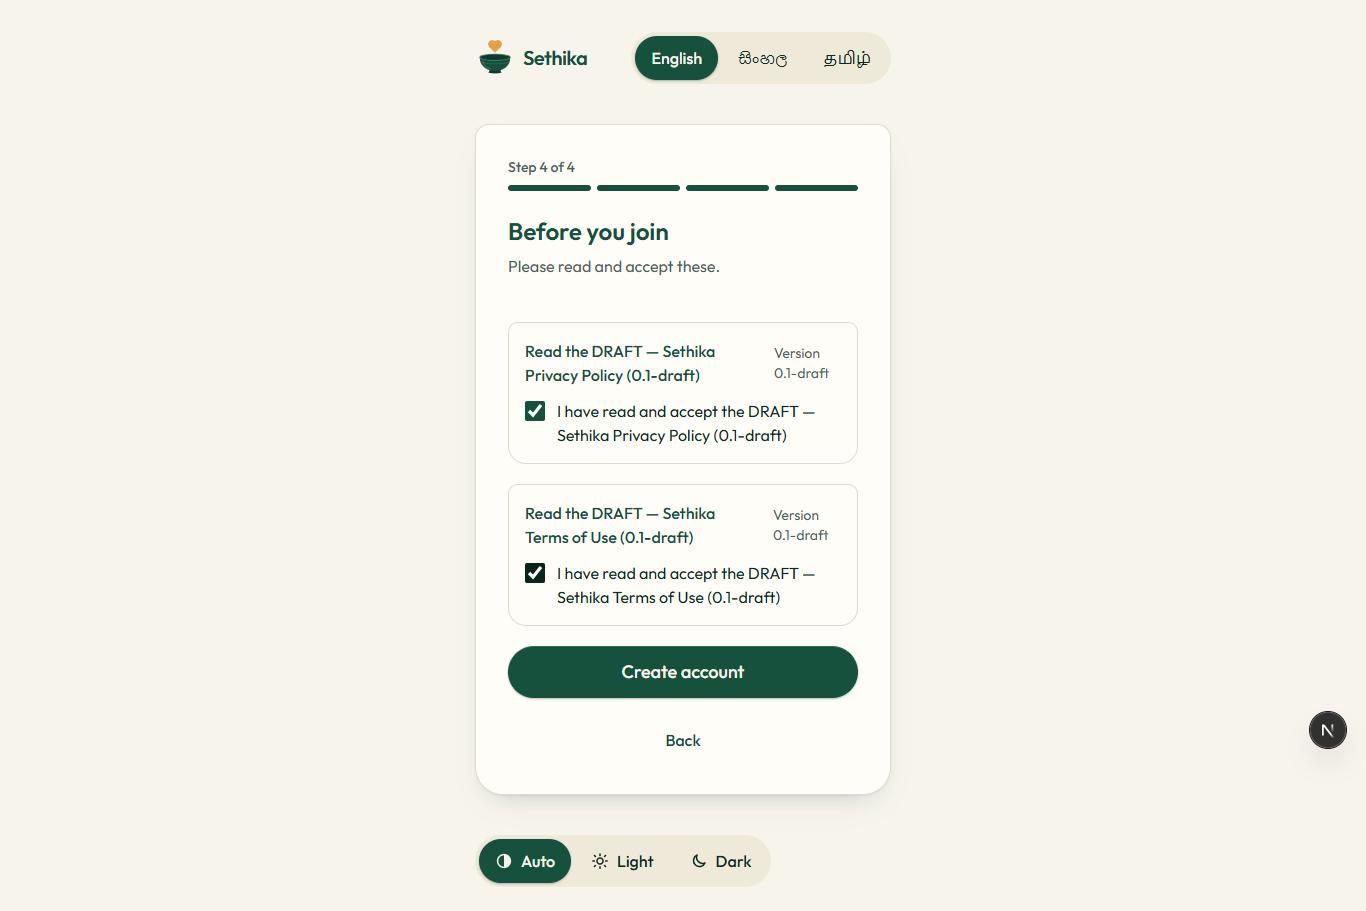 Sethika
English
සිංහල
தமிழ்
Step 4 of 4
Before you join
Please read and accept these.
Read the DRAFT — Sethika
Privacy Policy (0.1-draft)
Version
0.1-draft
I have read and accept the DRAFT —
Sethika Privacy Policy (0.1-draft)
Read the DRAFT — Sethika
Terms of Use (0.1-draft)
Version
0.1-draft
I have read and accept the DRAFT —
Sethika Terms of Use (0.1-draft)
Create account
Back
N
Auto
Light
Dark